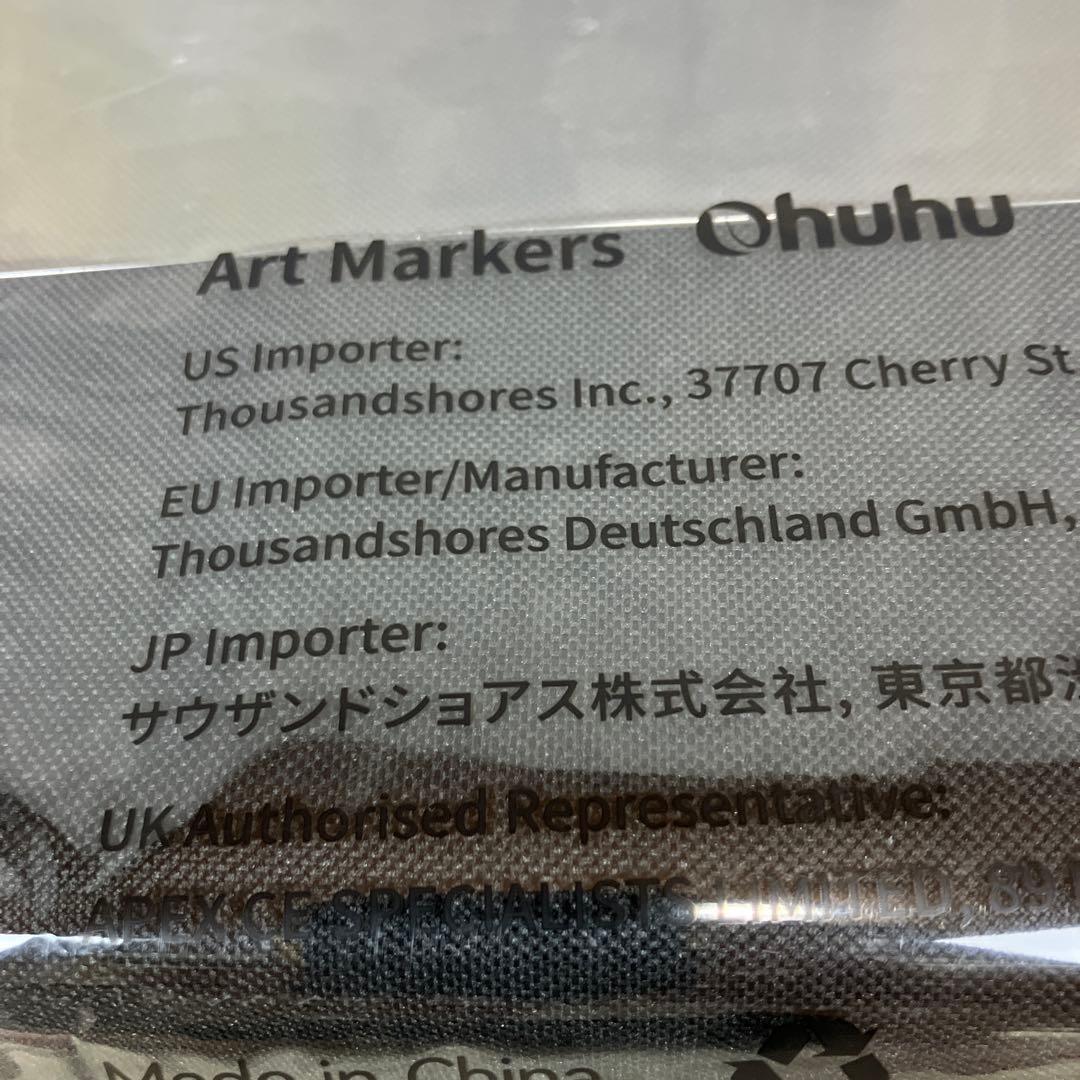 Art Markers Ohuhu
US Importer:
Thousandshores Inc., 37707 Cherry St
EU Importer/Manufacturer:
Thousandshores Deutschland GmbH,
JP Importer:
サウザンドショアス株式会社, 東京都
UK Authorised Representative:
APEX CE SPECIALISTS LIMITED, 89
Made in China